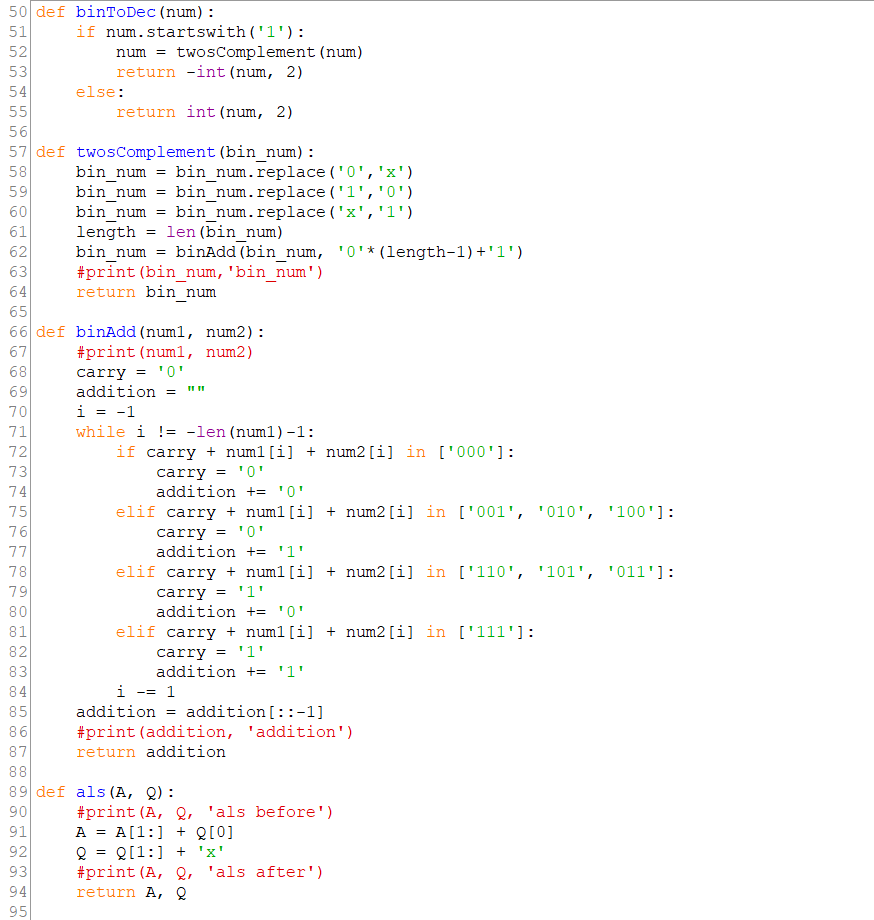 50 def binToDec(num):
51     if num.startswith('1'):
52         num = twosComplement(num)
53         return -int(num, 2)
54     else:
55         return int(num, 2)
56
57 def twosComplement(bin_num):
58     bin_num = bin_num.replace('0','x')
59     bin_num = bin_num.replace('1','0')
60     bin_num = bin_num.replace('x','1')
61     length = len(bin_num)
62     bin_num = binAdd(bin_num, '0'*(length-1)+'1')
63     #print(bin_num,'bin_num')
64     return bin_num
65
66 def binAdd(num1, num2):
67     #print(num1, num2)
68     carry = '0'
69     addition = ""
70     i = -1
71     while i != -len(num1)-1:
72         if carry + num1[i] + num2[i] in ['000']:
73             carry = '0'
74             addition += '0'
75         elif carry + num1[i] + num2[i] in ['001', '010', '100']:
76             carry = '0'
77             addition += '1'
78         elif carry + num1[i] + num2[i] in ['110', '101', '011']:
79             carry = '1'
80             addition += '0'
81         elif carry + num1[i] + num2[i] in ['111']:
82             carry = '1'
83             addition += '1'
84         i -= 1
85     addition = addition[::-1]
86     #print(addition, 'addition')
87     return addition
88
89 def als(A, Q):
90     #print(A, Q, 'als before')
91     A = A[1:] + Q[0]
92     Q = Q[1:] + 'x'
93     #print(A, Q, 'als after')
94     return A, Q
95